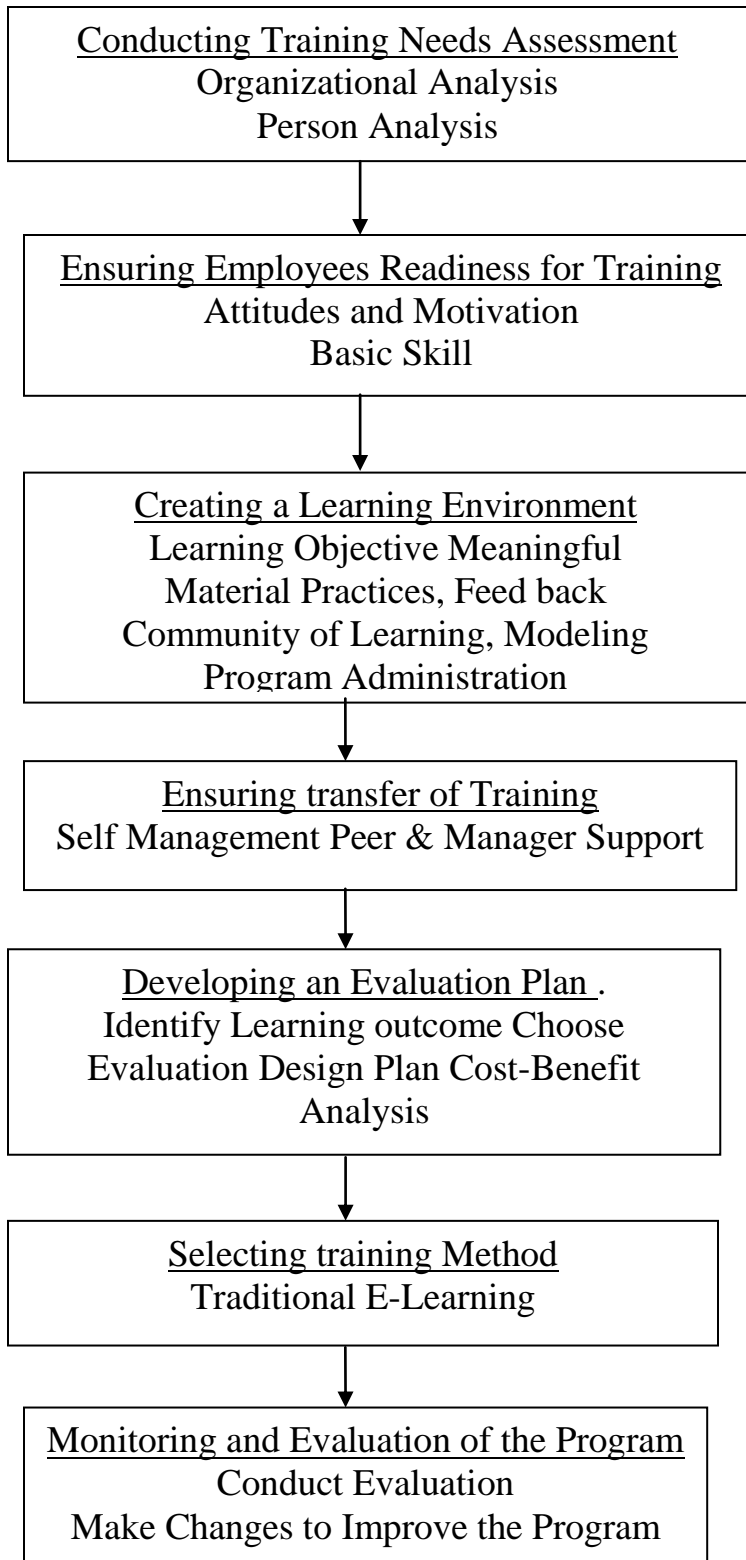 Conducting Training Needs Assessment
Organizational Analysis
Person Analysis
Ensuring Employees Readiness for Training
Attitudes and Motivation
Basic Skill
Creating a Learning Environment
Learning Objective Meaningful
Material Practices, Feed back
Community of Learning, Modeling
Program Administration
Ensuring transfer of Training
Self Management Peer & Manager Support
Developing an Evaluation Plan .
Identify Learning outcome Choose
Evaluation Design Plan Cost-Benefit
Analysis
Selecting training Method
Traditional E-Learning
Monitoring and Evaluation of the Program
Conduct Evaluation
Make Changes to Improve the Program